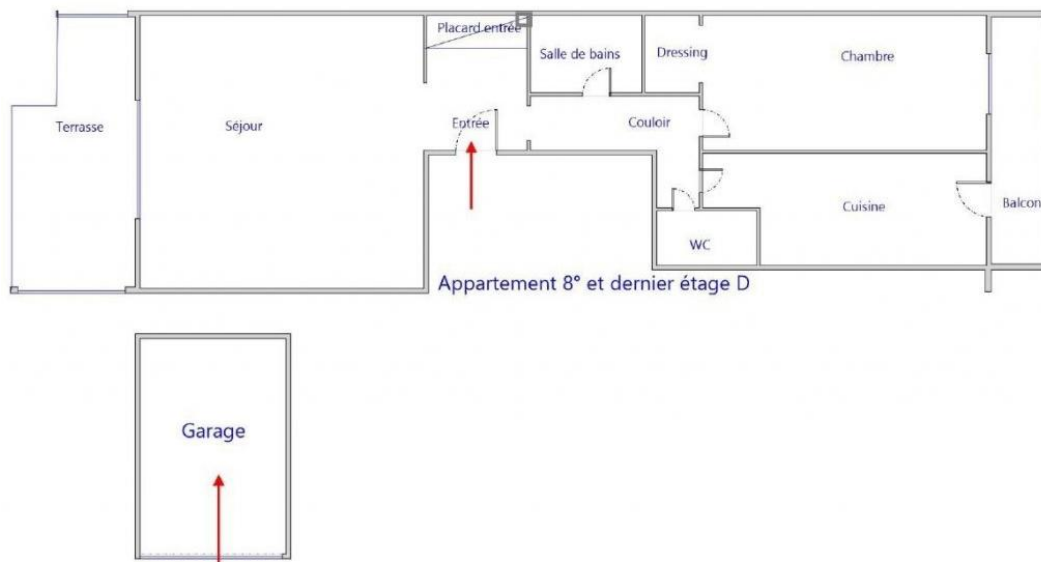 Placard entrée
Salle de bains
Dressing
Chambre
Terrasse
Séjour
Entrée
Couloir
Cuisine
Balcon
WC
Appartement 8° et dernier étage D
Garage